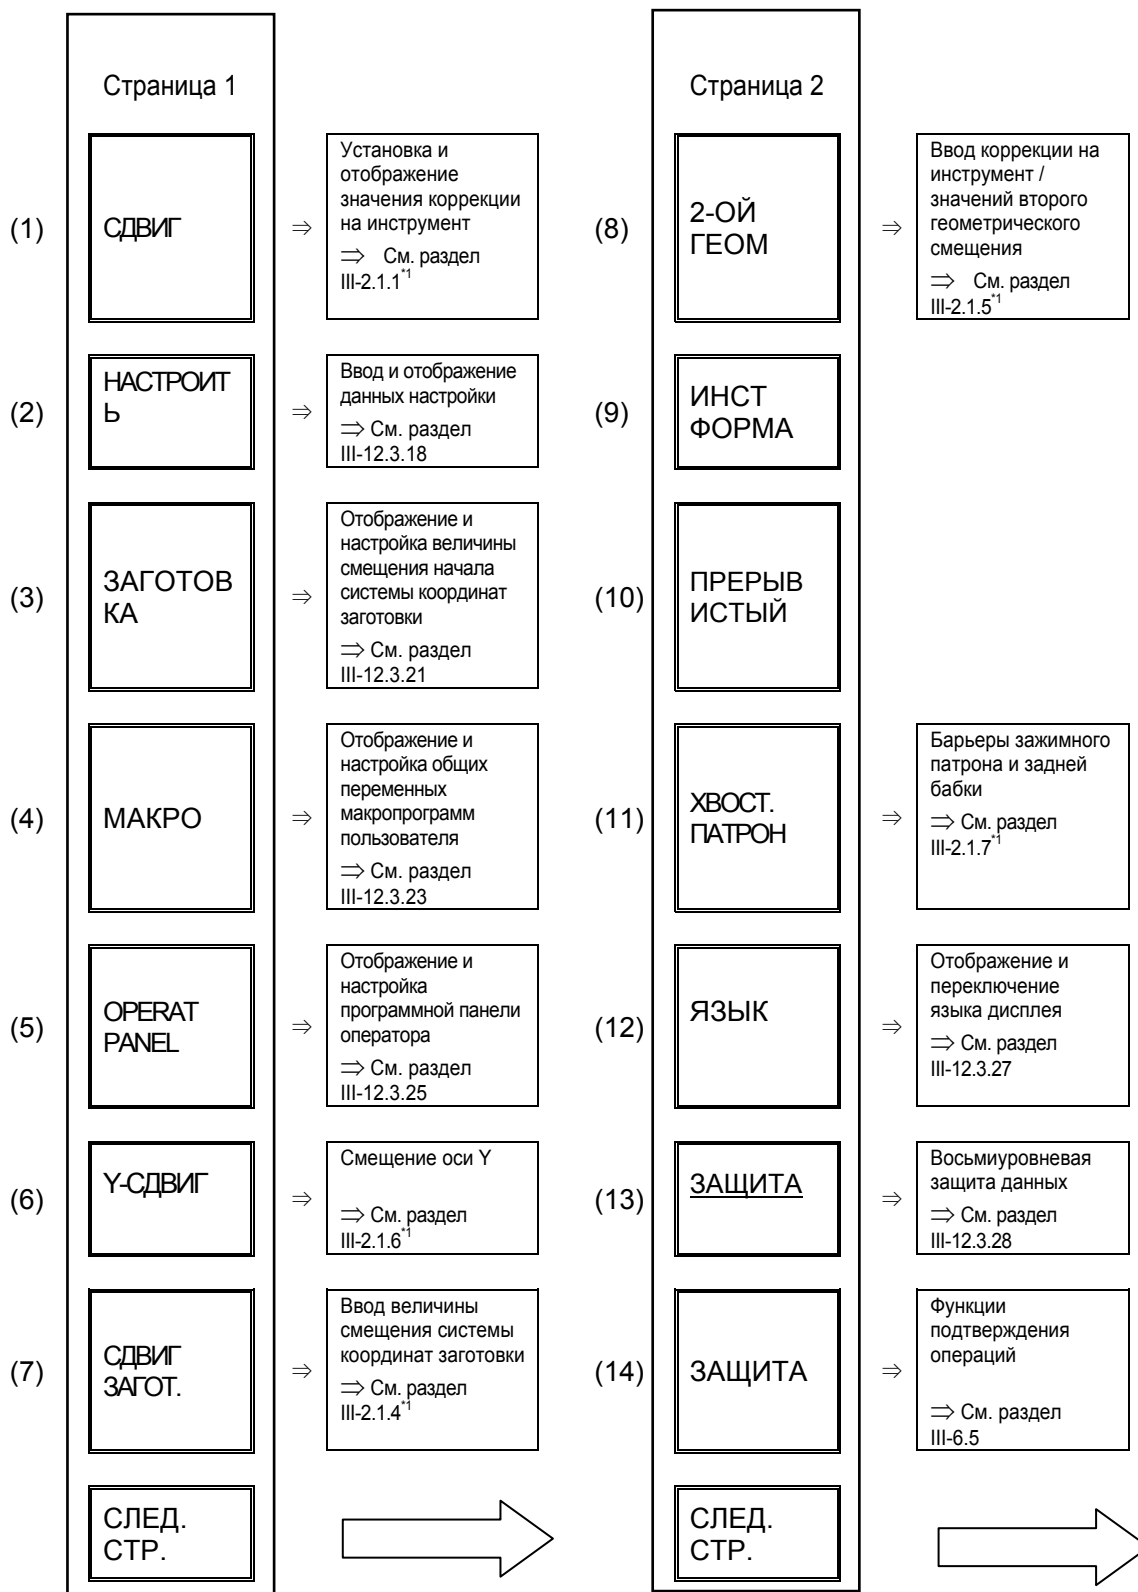 Страница 1
(1)
СДВИГ
⇒
Установка и
отображение
значения коррекции
на инструмент
⇒ См. раздел
III-2.1.1*1
(2)
НАСТРОИТ
Ь
⇒
Ввод и отображение
данных настройки
⇒ См. раздел
III-12.3.18
(3)
ЗАГОТОВ
КА
⇒
Отображение и
настройка величины
смещения начала
системы координат
заготовки
⇒ См. раздел
III-12.3.21
(4)
МАКРО
⇒
Отображение и
настройка общих
переменных
макропрограмм
пользователя
⇒ См. раздел
III-12.3.23
(5)
OPERAT
PANEL
⇒
Отображение и
настройка
программной панели
оператора
⇒ См. раздел
III-12.3.25
(6)
Y-СДВИГ
⇒
Смещение оси Y
⇒ См. раздел
III-2.1.6*1
(7)
СДВИГ
ЗАГОТ.
⇒
Ввод величины
смещения системы
координат заготовки
⇒ См. раздел
III-2.1.4*1
СЛЕД.
СТР.
Страница 2
(8)
2-ОЙ
ГЕОМ
⇒
Ввод коррекции на
инструмент /
значений второго
геометрического
смещения
⇒ См. раздел
III-2.1.5*1
(9)
ИНСТ
ФОРМА
(10)
ПРЕРЫВ
ИСТЫЙ
(11)
ХВОСТ.
ПАТРОН
⇒
Барьеры зажимного
патрона и задней
бабки
⇒ См. раздел
III-2.1.7*1
(12)
ЯЗЫК
⇒
Отображение и
переключение
языка дисплея
⇒ См. раздел
III-12.3.27
(13)
ЗАЩИТА
⇒
Восьмиуровневая
защита данных
⇒ См. раздел
III-12.3.28
(14)
ЗАЩИТА
⇒
Функции
подтверждения
операций
⇒ См. раздел
III-6.5
СЛЕД.
СТР.